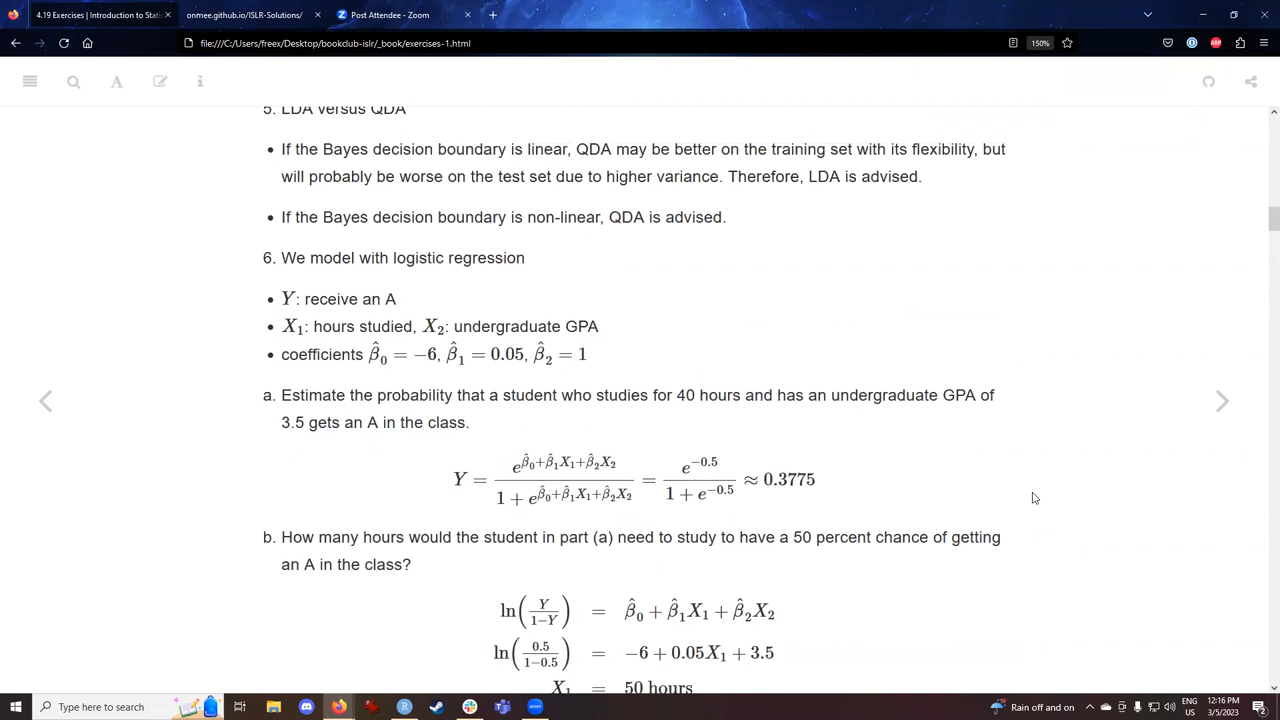 4.19 Exercises | Introduction to Stati
onmee.github.io/ISLR-Solutions/
Post Attendee - Zoom
file:///C:/Users/freex/Desktop/bookclub-islr/_book/exercises-1.html
150%
5. LDA versus QDA
• If the Bayes decision boundary is linear, QDA may be better on the training set with its flexibility, but
will probably be worse on the test set due to higher variance. Therefore, LDA is advised.
• If the Bayes decision boundary is non-linear, QDA is advised.
6. We model with logistic regression
• Y: receive an A
• X₁: hours studied, X₂: undergraduate GPA
• coefficients β̂₀ = −6, β̂₁ = 0.05, β̂₂ = 1
a. Estimate the probability that a student who studies for 40 hours and has an undergraduate GPA of
3.5 gets an A in the class.
Y = e^(β̂₀+β̂₁X₁+β̂₂X₂) / (1 + e^(β̂₀+β̂₁X₁+β̂₂X₂)) = e^(−0.5) / (1 + e^(−0.5)) ≈ 0.3775
b. How many hours would the student in part (a) need to study to have a 50 percent chance of getting
an A in the class?
ln(Y/(1−Y)) = β̂₀ + β̂₁X₁ + β̂₂X₂
ln(0.5/(1−0.5)) = −6 + 0.05X₁ + 3.5
X₁ = 50 hours
Type here to search
Rain off and on
ENG
US
12:16 PM
3/5/2023